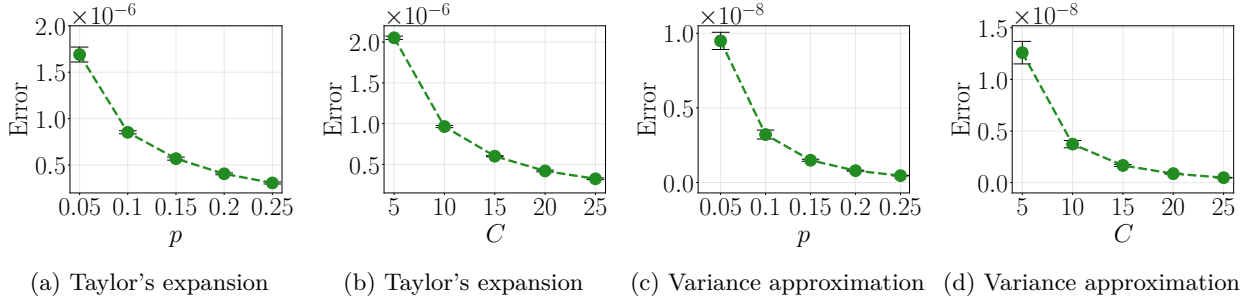 ×10⁻⁶
2.0
1.5
1.0
0.5
Error
0.05 0.1 0.15 0.2 0.25
p
(a) Taylor's expansion
×10⁻⁶
2.0
1.5
1.0
0.5
Error
5 10 15 20 25
C
(b) Taylor's expansion
×10⁻⁸
1.0
0.5
0.0
Error
0.05 0.1 0.15 0.2 0.25
p
(c) Variance approximation
×10⁻⁸
1.5
1.0
0.5
0.0
Error
5 10 15 20 25
C
(d) Variance approximation